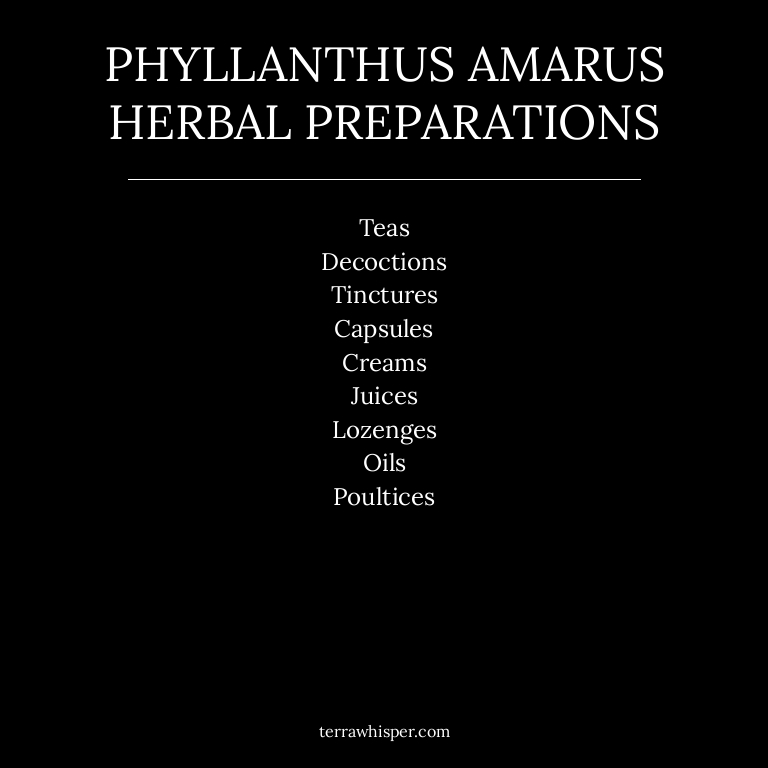 PHYLLANTHUS AMARUS
HERBAL PREPARATIONS
Teas
Decoctions
Tinctures
Capsules
Creams
Juices
Lozenges
Oils
Poultices
terrawhisper.com